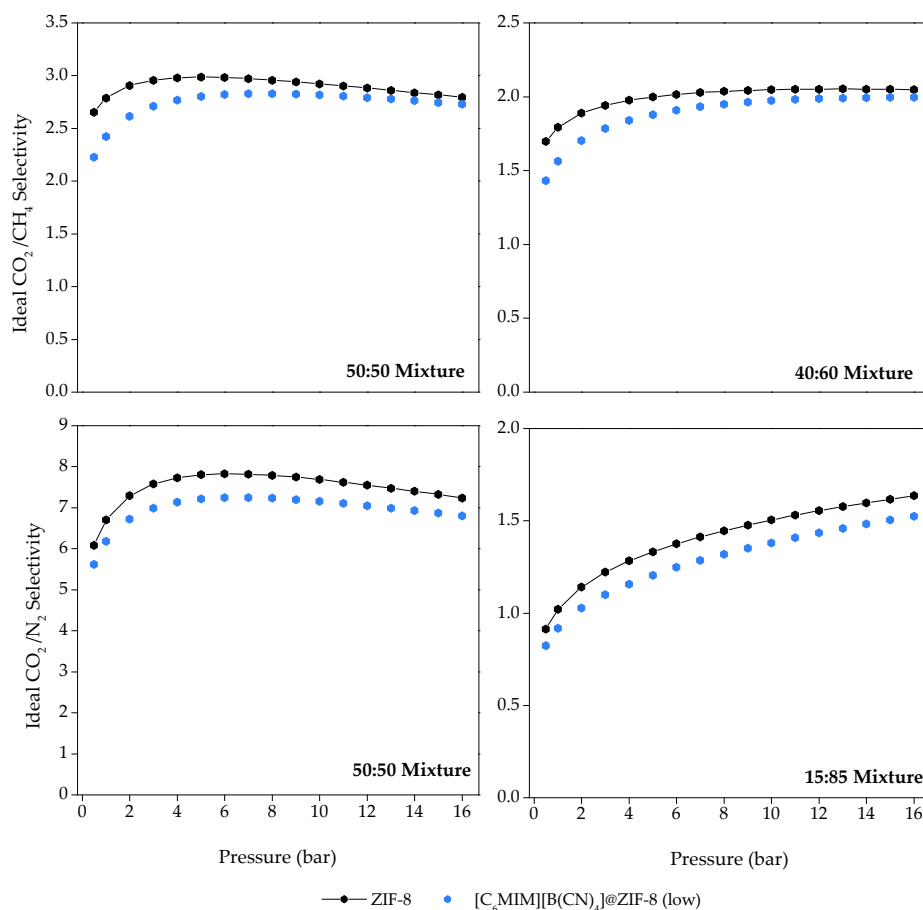 Ideal CO2/CH4 Selectivity
3.5
3.0
2.5
2.0
1.5
1.0
0.5
0.0
50:50 Mixture
2.5
2.0
1.5
1.0
0.5
0.0
40:60 Mixture
Ideal CO2/N2 Selectivity
9
8
7
6
5
4
3
2
1
0
50:50 Mixture
0 2 4 6 8 10 12 14 16
Pressure (bar)
2.0
1.5
1.0
0.5
0.0
15:85 Mixture
0 2 4 6 8 10 12 14 16
Pressure (bar)
ZIF-8 [C6MIM][B(CN)4]@ZIF-8 (low)